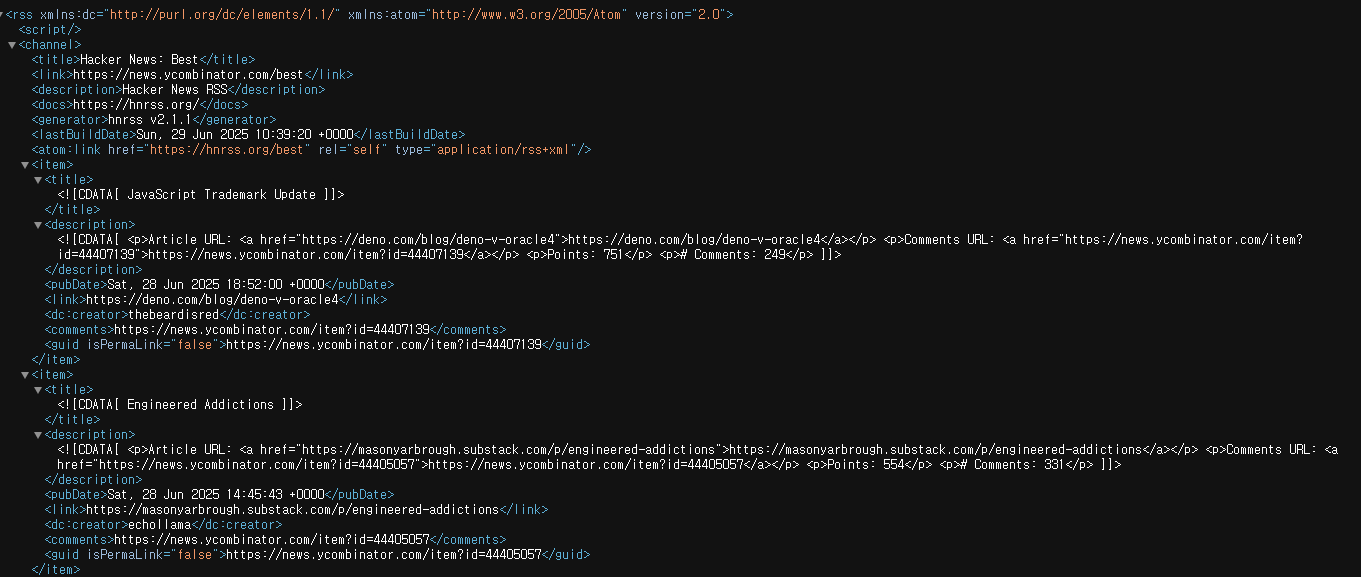 <rss xmlns:dc="http://purl.org/dc/elements/1.1/" xmlns:atom="http://www.w3.org/2005/Atom" version="2.0">
<script/>
<channel>
<title>Hacker News: Best</title>
<link>https://news.ycombinator.com/best</link>
<description>Hacker News RSS</description>
<docs>https://hnrss.org/</docs>
<generator>hnrss v2.1.1</generator>
<lastBuildDate>Sun, 29 Jun 2025 10:39:20 +0000</lastBuildDate>
<atom:link href="https://hnrss.org/best" rel="self" type="application/rss+xml"/>
<item>
<title>
<![CDATA[ JavaScript Trademark Update ]]>
</title>
<description>
<![CDATA[ <p>Article URL: <a href="https://deno.com/blog/deno-v-oracle4">https://deno.com/blog/deno-v-oracle4</a></p> <p>Comments URL: <a href="https://news.ycombinator.com/item?
id=44407139">https://news.ycombinator.com/item?id=44407139</a></p> <p>Points: 751</p> <p># Comments: 249</p> ]]>
</description>
<pubDate>Sat, 28 Jun 2025 18:52:00 +0000</pubDate>
<link>https://deno.com/blog/deno-v-oracle4</link>
<dc:creator>thebeardisred</dc:creator>
<comments>https://news.ycombinator.com/item?id=44407139</comments>
<guid isPermaLink="false">https://news.ycombinator.com/item?id=44407139</guid>
</item>
<item>
<title>
<![CDATA[ Engineered Addictions ]]>
</title>
<description>
<![CDATA[ <p>Article URL: <a href="https://masonyarbrough.substack.com/p/engineered-addictions">https://masonyarbrough.substack.com/p/engineered-addictions</a></p> <p>Comments URL: <a
href="https://news.ycombinator.com/item?id=44405057">https://news.ycombinator.com/item?id=44405057</a></p> <p>Points: 554</p> <p># Comments: 331</p> ]]>
</description>
<pubDate>Sat, 28 Jun 2025 14:45:43 +0000</pubDate>
<link>https://masonyarbrough.substack.com/p/engineered-addictions</link>
<dc:creator>echollama</dc:creator>
<comments>https://news.ycombinator.com/item?id=44405057</comments>
<guid isPermaLink="false">https://news.ycombinator.com/item?id=44405057</guid>
</item>